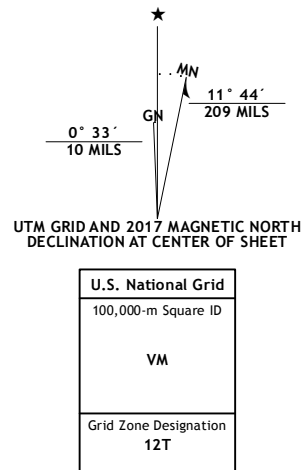 ★
MN
GN
11° 44´
209 MILS
0° 33´
10 MILS
UTM GRID AND 2017 MAGNETIC NORTH
DECLINATION AT CENTER OF SHEET
U.S. National Grid
100,000-m Square ID
VM
Grid Zone Designation
12T